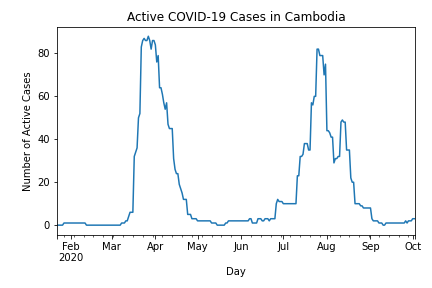 Active COVID-19 Cases in Cambodia
Number of Active Cases
80
60
40
20
0
Feb Mar Apr May Jun Jul Aug Sep Oct
2020
Day